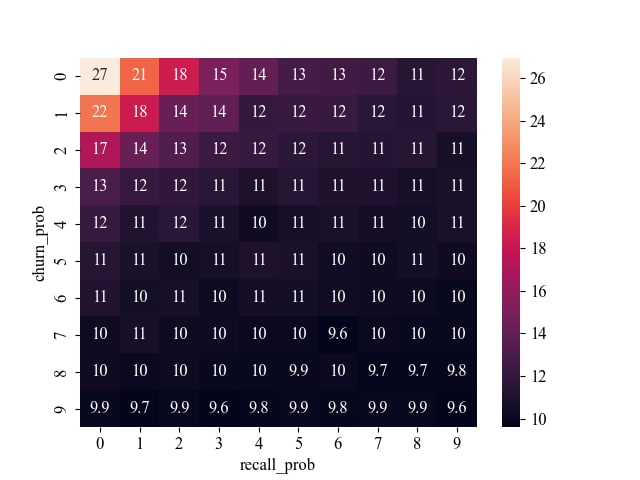 0 27 21 18 15 14 13 13 12 11 12
1 22 18 14 14 12 12 12 12 11 12
2 17 14 13 12 12 12 11 11 11 11
3 13 12 12 11 11 11 11 11 11 11
4 12 11 12 11 10 11 11 11 10 11
5 11 11 10 11 11 11 10 10 11 10
6 11 10 11 10 11 11 10 10 10 10
7 10 11 10 10 10 10 9.6 10 10 10
8 10 10 10 10 10 9.9 10 9.7 9.7 9.8
9 9.9 9.7 9.9 9.6 9.8 9.9 9.8 9.9 9.9 9.6
0 1 2 3 4 5 6 7 8 9
recall_prob
churn_prob
26
24
22
20
18
16
14
12
10